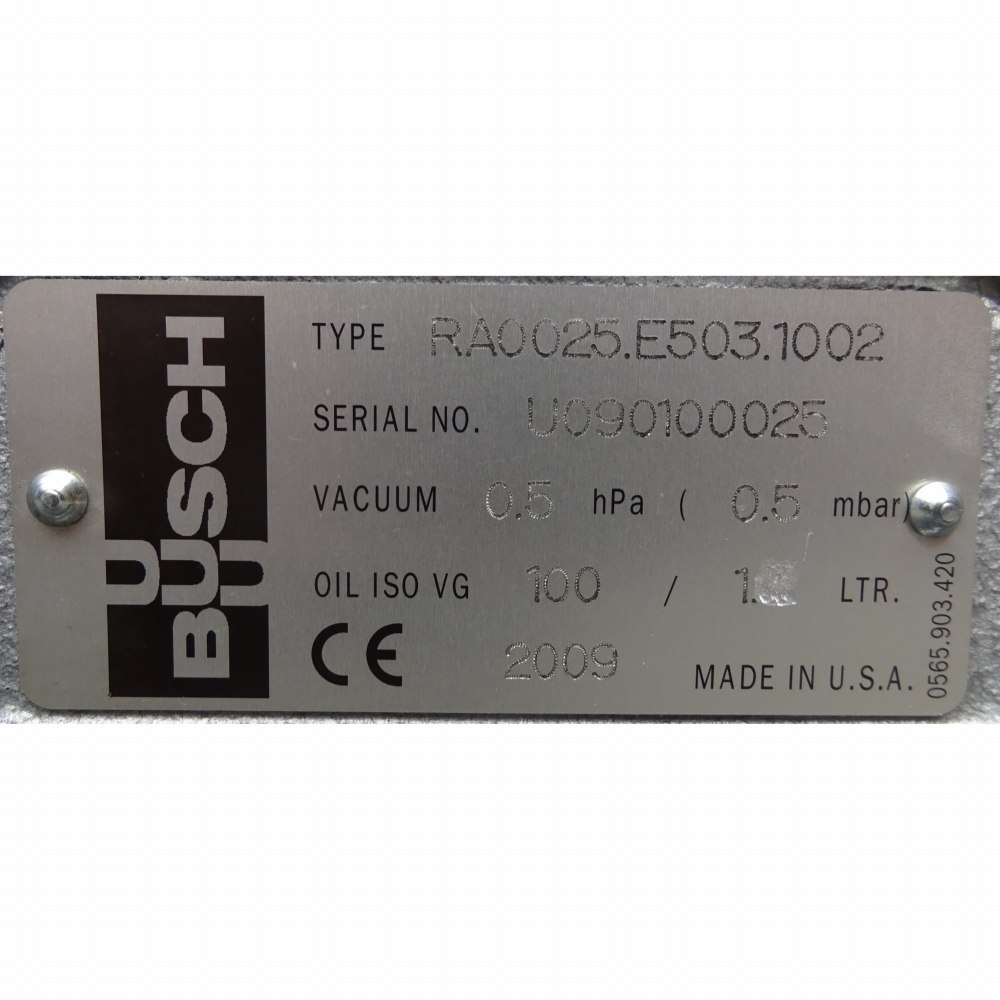 BUSCH
TYPE RA0025.E503.1002
SERIAL NO. U090100025
VACUUM 0.5 hPa ( 0.5 mbar)
OIL ISO VG 100 / LTR.
CE 2009 MADE IN U.S.A.
0565.903.420